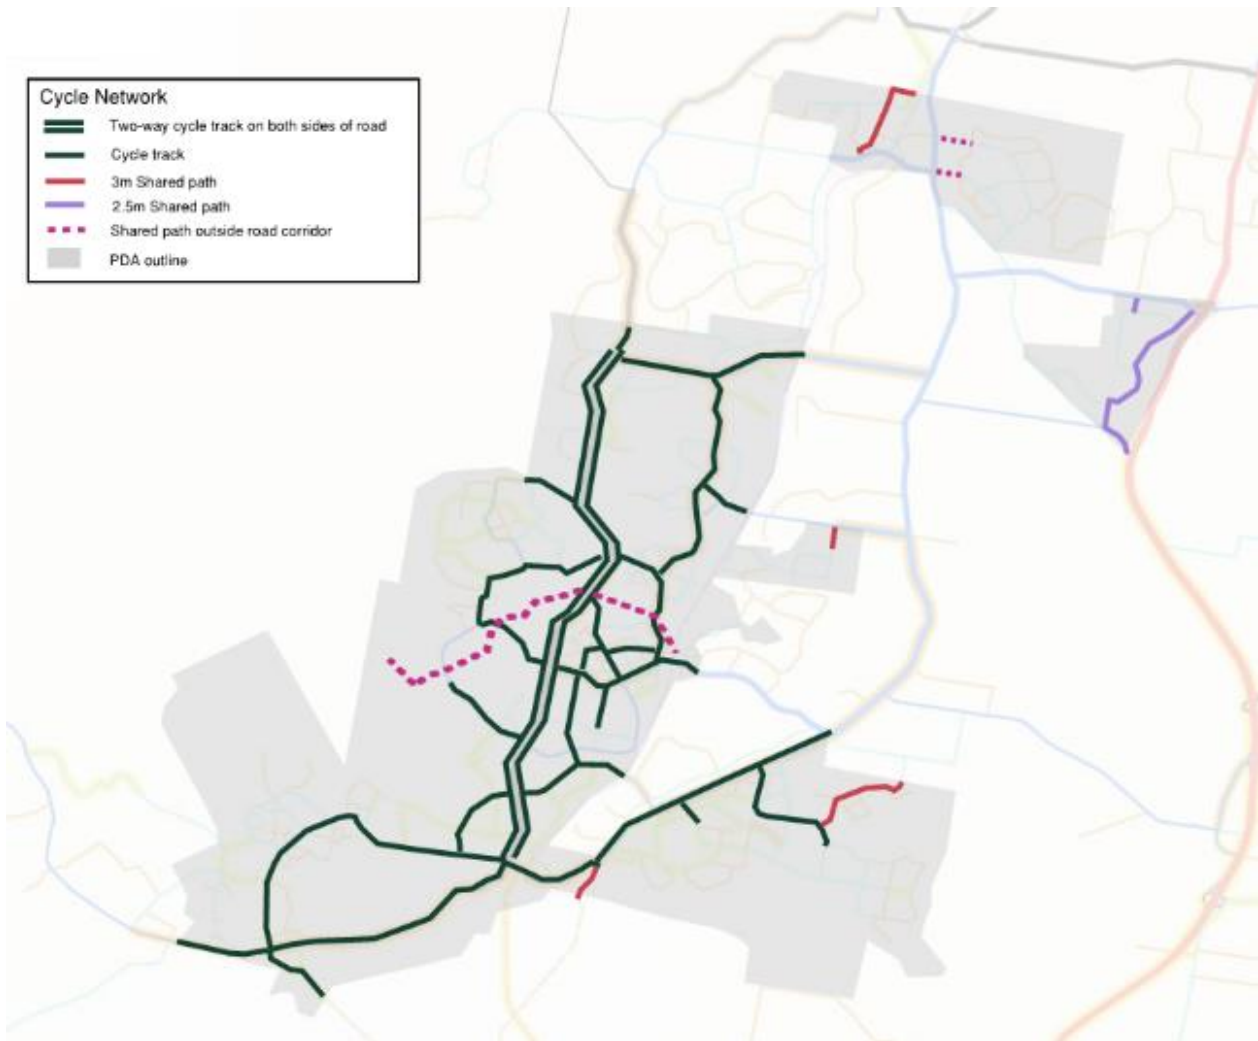 Cycle Network
Two-way cycle track on both sides of road
Cycle track
3m Shared path
2.5m Shared path
Shared path outside road corridor
PDA outline